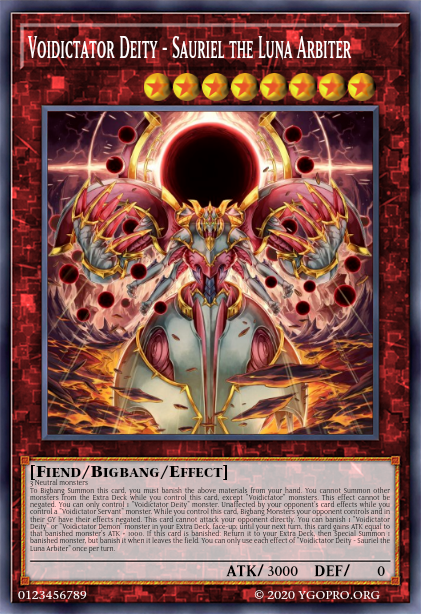 Voidictator Deity - Sauriel the Luna Arbiter
[Fiend/Bigbang/Effect]
3 Neutral monsters
To Bigbang Summon this card, you must banish the above materials from your hand. You cannot Summon other
monsters from the Extra Deck while you control this card, except "Voidictator" monsters. This effect cannot be
negated. You can only control 1 "Voidictator Deity" monster. Unaffected by your opponent's card effects while you
control a "Voidictator Servant" monster. While you control this card, Bigbang Monsters your opponent controls and in
their GY have their effects negated. This card cannot attack your opponent directly. You can banish 1 "Voidictator
Deity" or "Voidictator Demon" monster in your Extra Deck, face-up; until your next turn, this card gains ATK equal to
that banished monster's ATK - 1000. If this card is banished: Return it to your Extra Deck, then Special Summon 1
banished monster, but banish it when it leaves the field. You can only use each effect of "Voidictator Deity - Sauriel the
Luna Arbiter" once per turn.
ATK/ 3000 DEF/ 0
0123456789 © 2020 YGOPRO.ORG